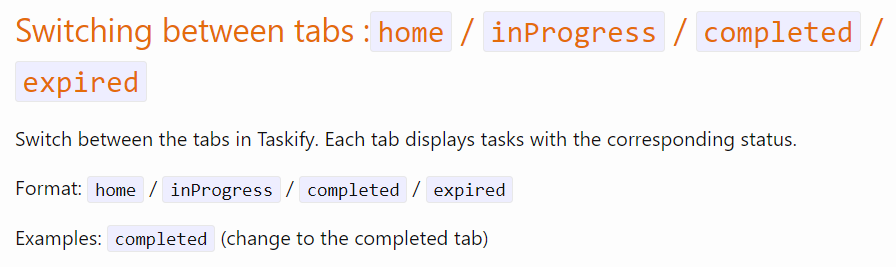 Switching between tabs : home / inProgress / completed /
expired
Switch between the tabs in Taskify. Each tab displays tasks with the corresponding status.
Format: home / inProgress / completed / expired
Examples: completed (change to the completed tab)